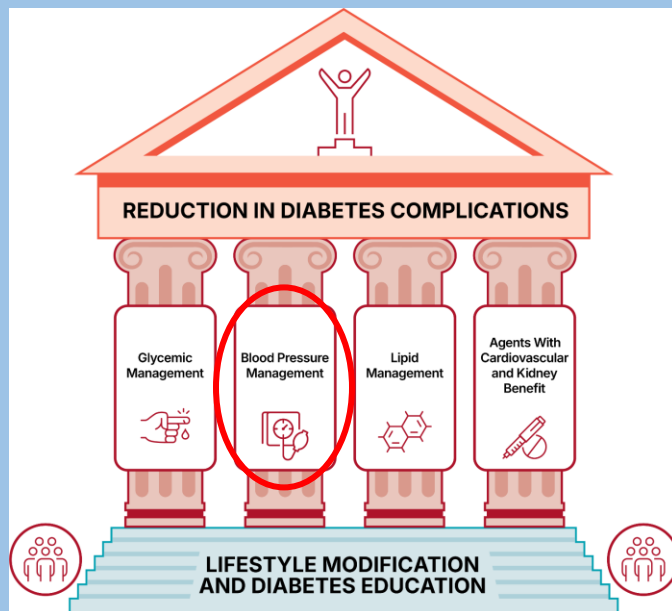 REDUCTION IN DIABETES COMPLICATIONS
Glycemic
Management
Blood Pressure
Management
Lipid
Management
Agents With
Cardiovascular
and Kidney
Benefit
LIFESTYLE MODIFICATION
AND DIABETES EDUCATION